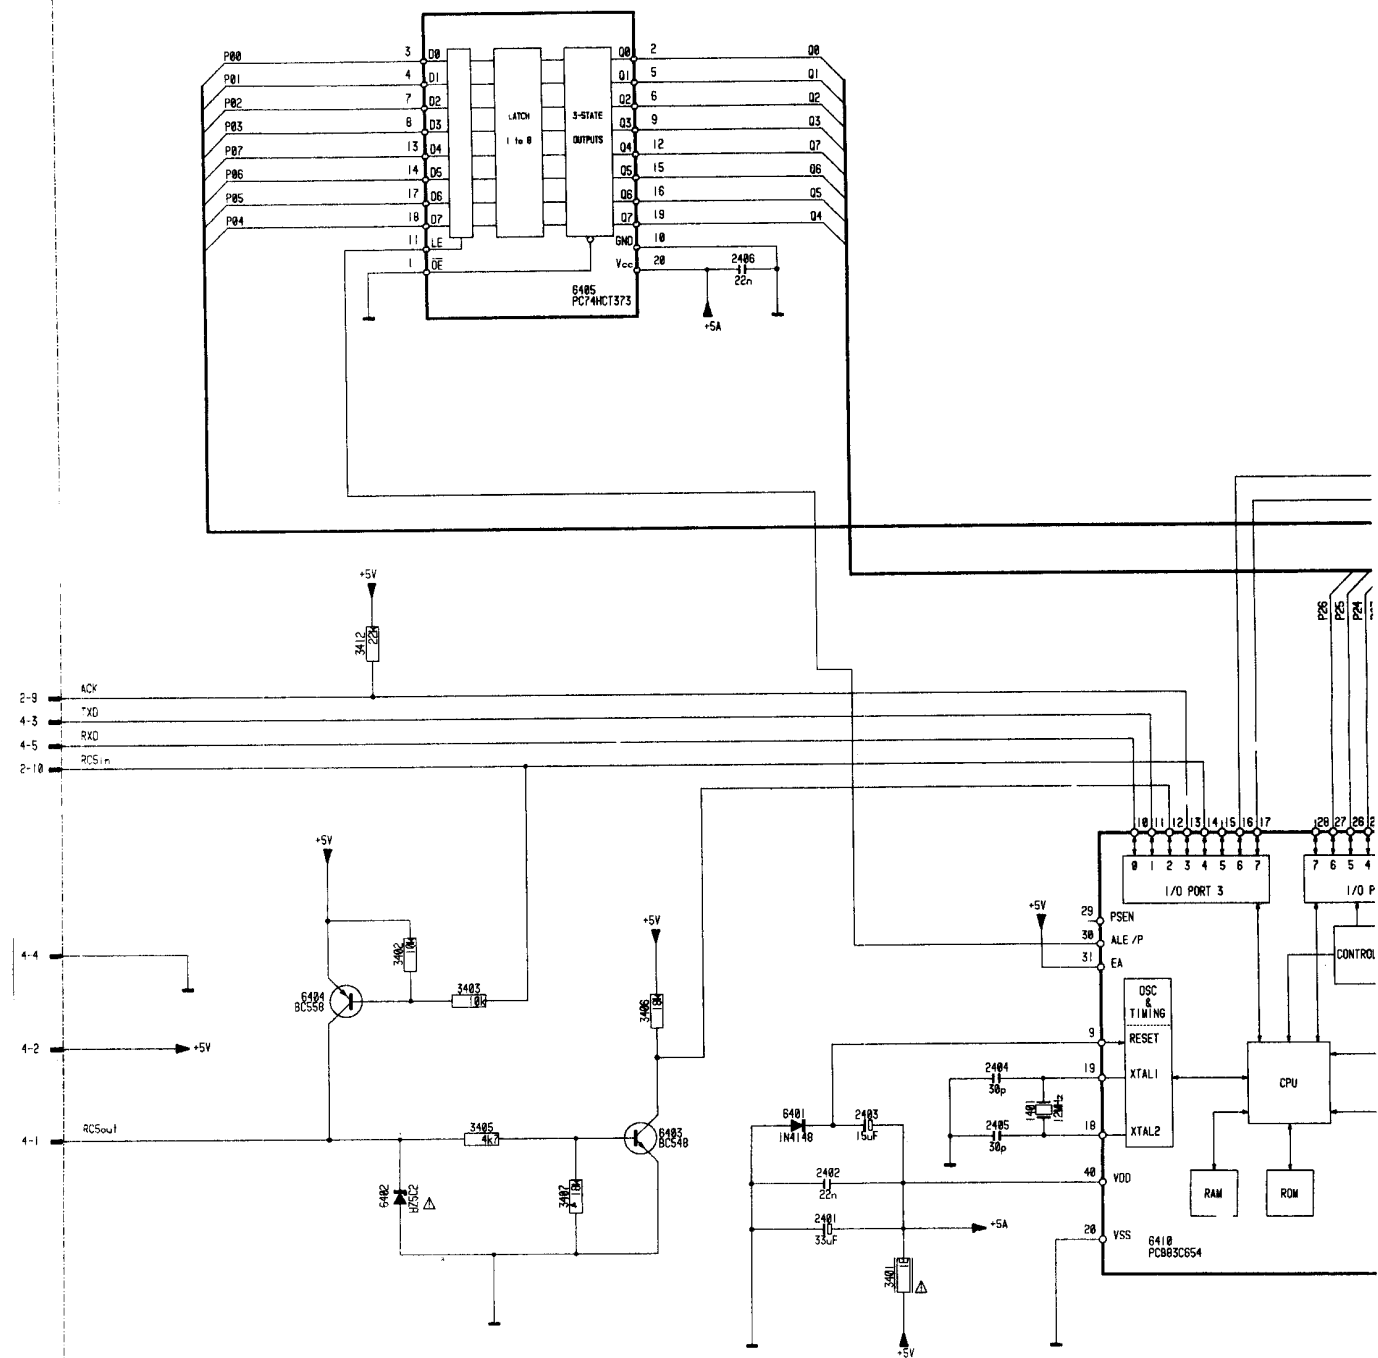 P00 3 D0 Q0 2 Q0
P01 4 D1 Q1 5 Q1
P02 7 D2 Q2 6 Q2
P03 8 D3 Q3 9 Q3
P07 13 D4 Q4 12 Q7
P06 14 D5 Q5 15 Q6
P05 17 D6 Q6 16 Q5
P04 18 D7 Q7 19 Q4
LATCH
1 to 8
3-STATE
OUTPUTS
11 LE GND 10
1 OE Vcc 20
2406
22n
6405
PC74HCT373
+5A
+5V
3412
22k
P26
P25
P24
2-9 ACK
4-3 TXD
4-5 RXD
2-10 RC5in
10 11 12 13 14 15 16 17
28 27 26
0 1 2 3 4 5 6 7
7 6 5 4
I/O PORT 3
I/O P
+5V
3402
10k
3403
10k
6404
BC558
4-4
4-2 +5V
+5V
3406
18k
+5V
29 PSEN
30 ALE/P
31 EA
CONTROL
OSC
&
TIMING
9 RESET
19 XTAL1
18 XTAL2
CPU
2404
30p
2405
30p
1401
12MHz
6401
1N4148
2403
15uF
2402
22n
2401
33uF
40 VDD
+5A
RAM
ROM
20 VSS
6410
PCB83C654
3401
+5V
4-1 RC5out
3405
4k7
6403
BC548
6402
3407
18k